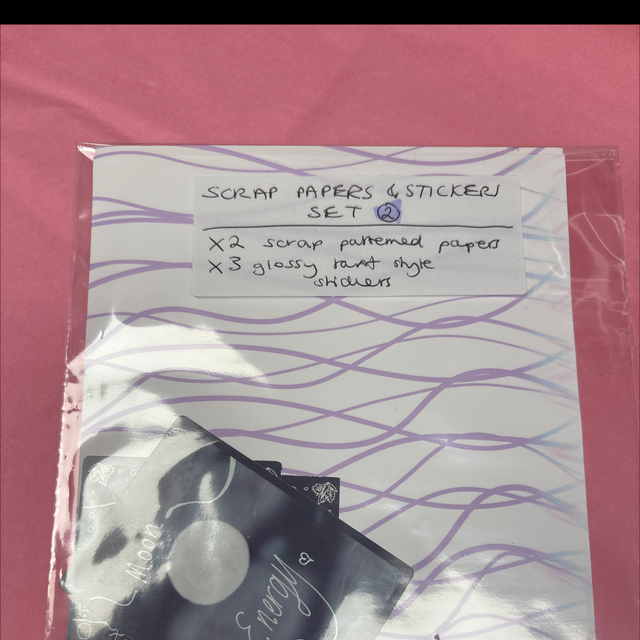 SCRAP PAPERS & STICKERS
SET ②
x2 scrap patterned papers
x3 glossy tarot style
stickers
Moon
Energy